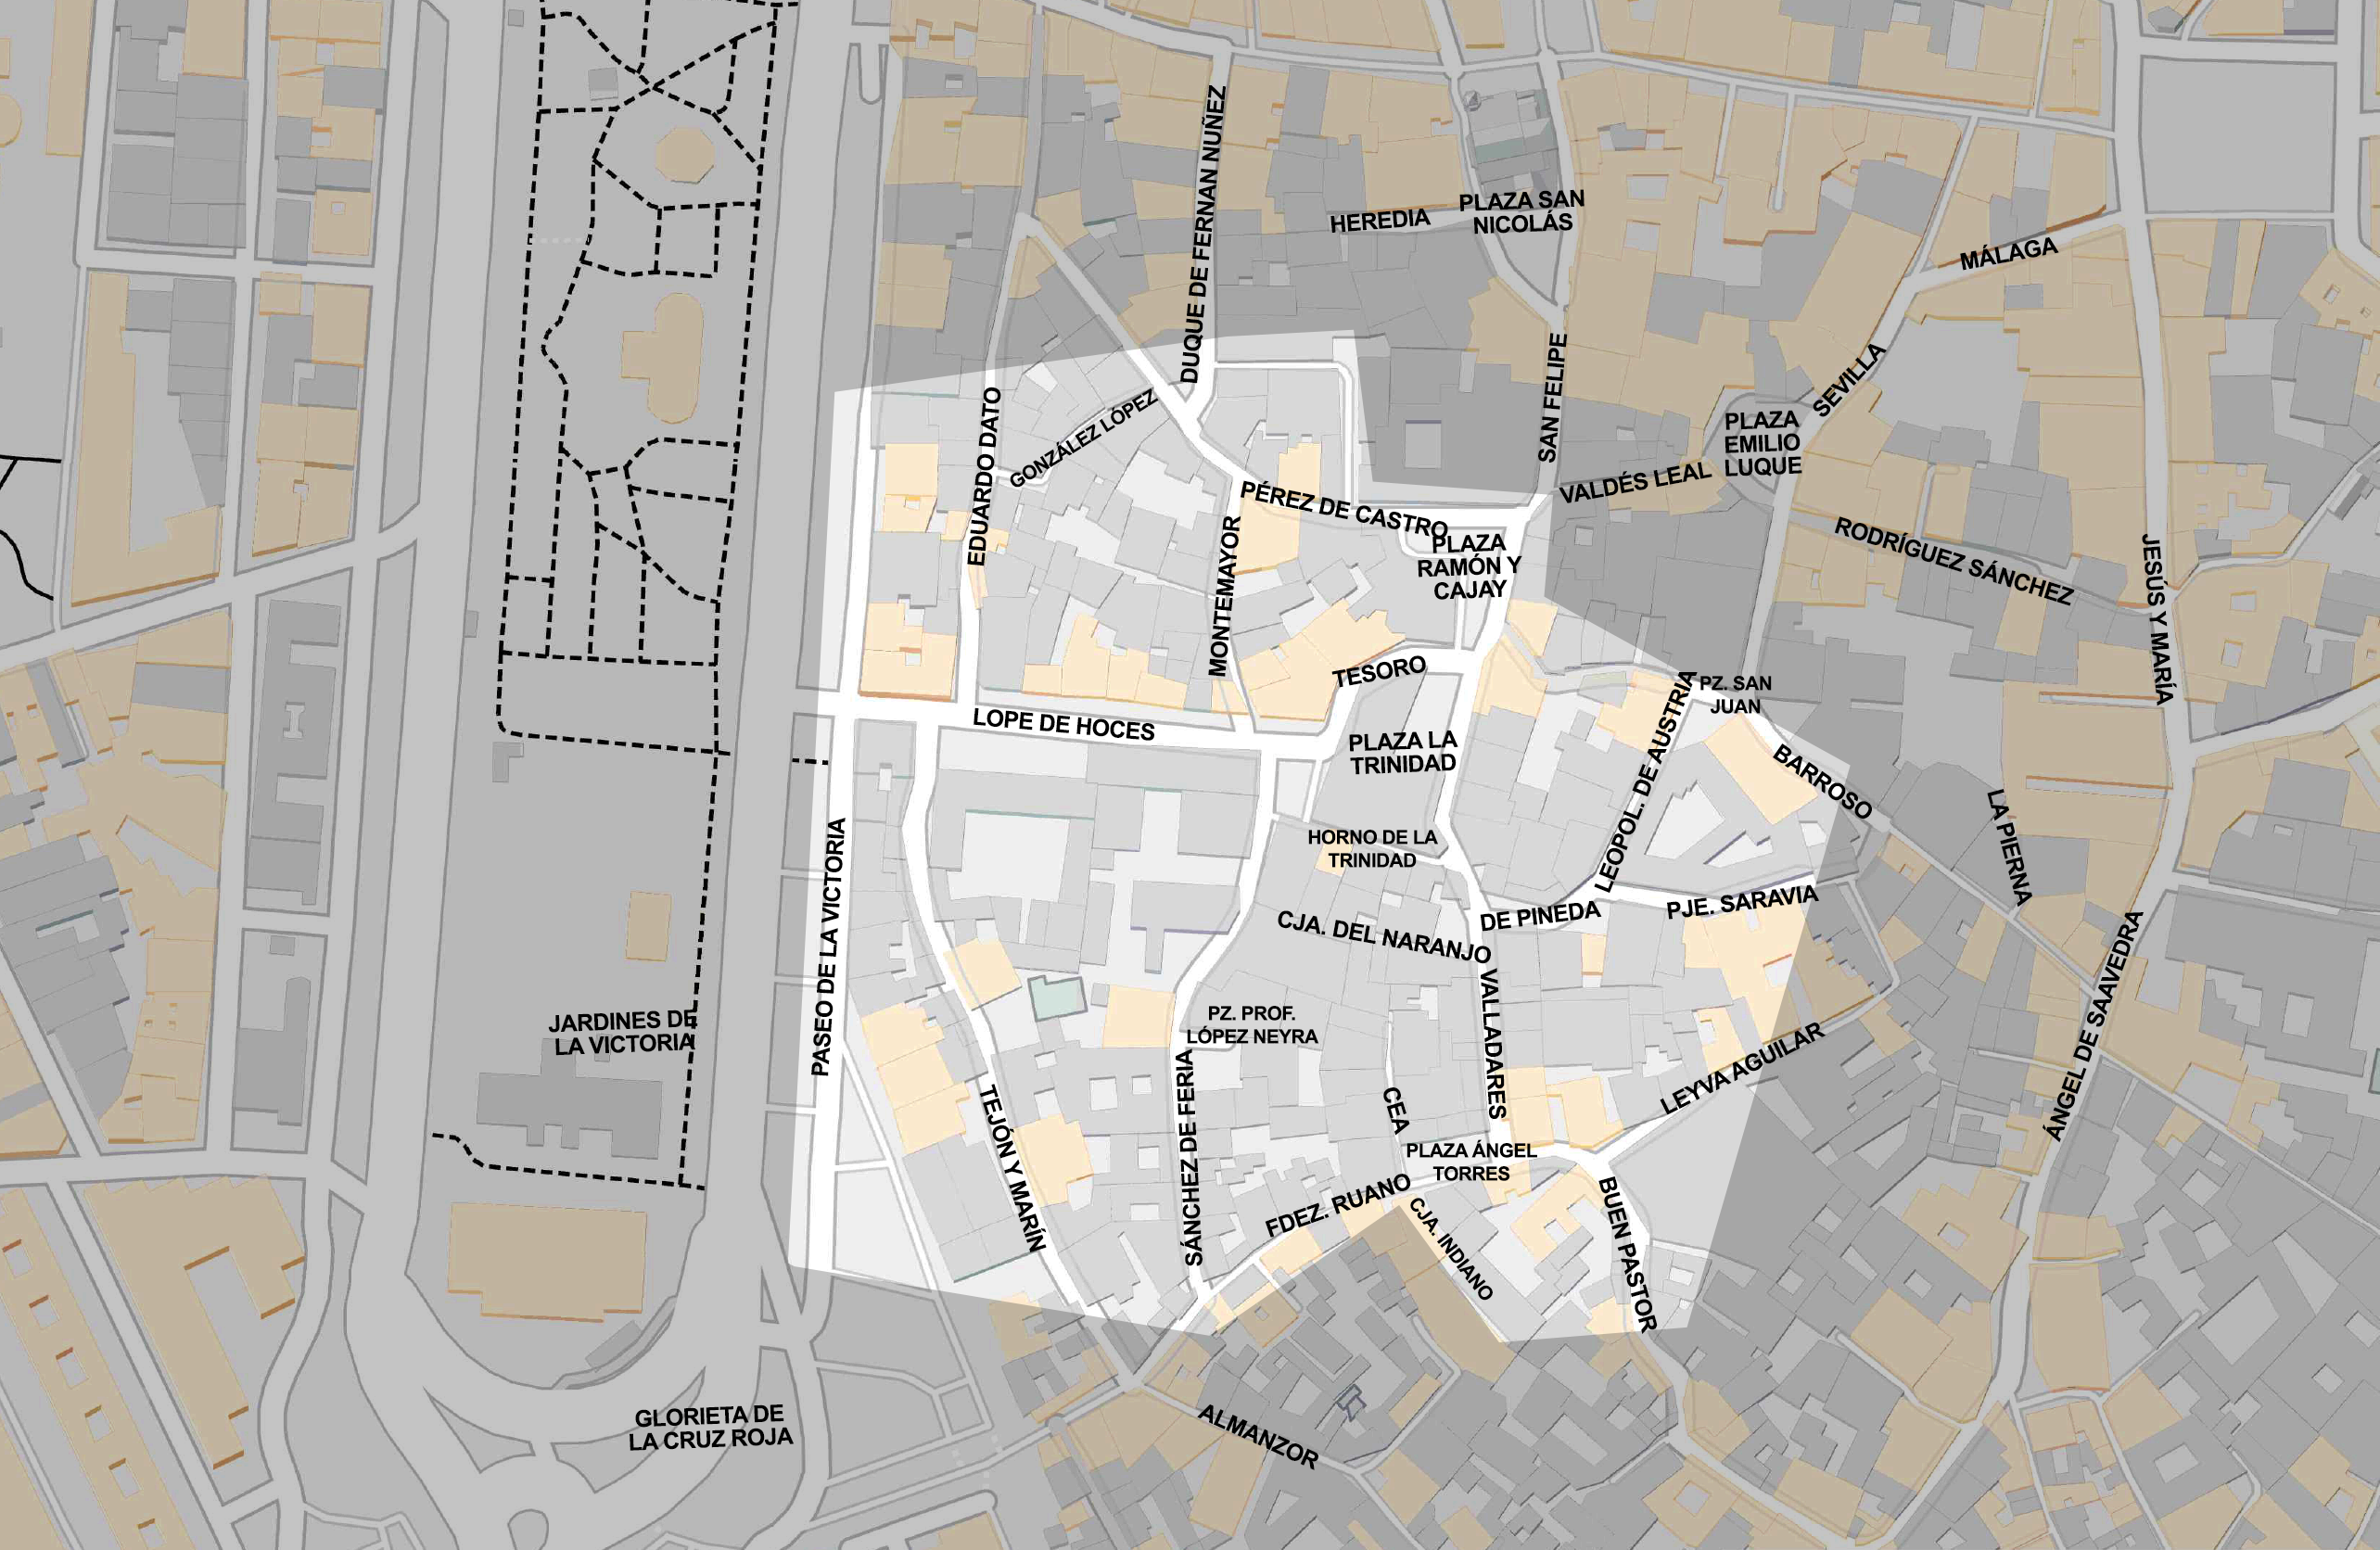 DUQUE DE FERNAN NUÑEZ
HEREDIA
PLAZA SAN
NICOLÁS
MÁLAGA
SAN FELIPE
SEVILLA
PLAZA
EMILIO
LUQUE
VALDÉS LEAL
EDUARDO DATO
GONZÁLEZ LÓPEZ
PÉREZ DE CASTRO
MONTEMAYOR
PLAZA
RAMÓN Y
CAJAY
RODRÍGUEZ SÁNCHEZ
JESÚS Y MARÍA
TESORO
PZ. SAN
JUAN
LOPE DE HOCES
PLAZA LA
TRINIDAD
LEOPOL. DE AUSTRIA
BARROSO
LA PIERNA
HORNO DE LA
TRINIDAD
PASEO DE LA VICTORIA
CJA. DEL NARANJO
DE PINEDA
PJE. SARAVIA
ÁNGEL DE SAAVEDRA
JARDINES DE
LA VICTORIA
PZ. PROF.
LÓPEZ NEYRA
VALLADARES
LEYVA AGUILAR
TEJÓN Y MARÍN
SÁNCHEZ DE FERIA
CEA
PLAZA ÁNGEL
TORRES
FDEZ. RUANO
CJA. INDIANO
BUEN PASTOR
GLORIETA DE
LA CRUZ ROJA
ALMANZOR